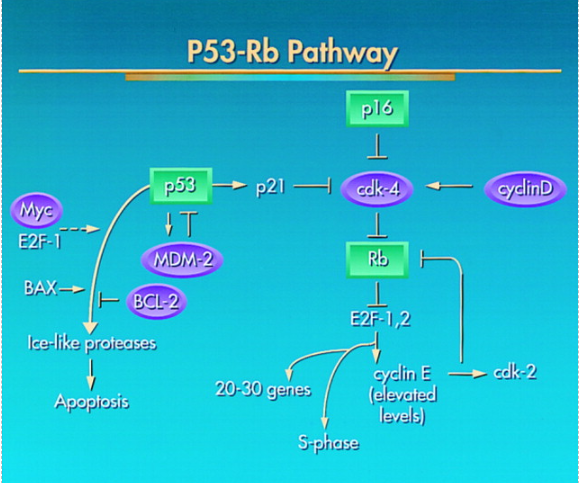 P53-Rb Pathway
p16
p53
p21
cdk-4
cyclinD
Myc
E2F-1
MDM-2
Rb
BAX
BCL-2
E2F-1,2
Ice-like proteases
20-30 genes
cyclin E
(elevated
levels)
cdk-2
Apoptosis
S-phase